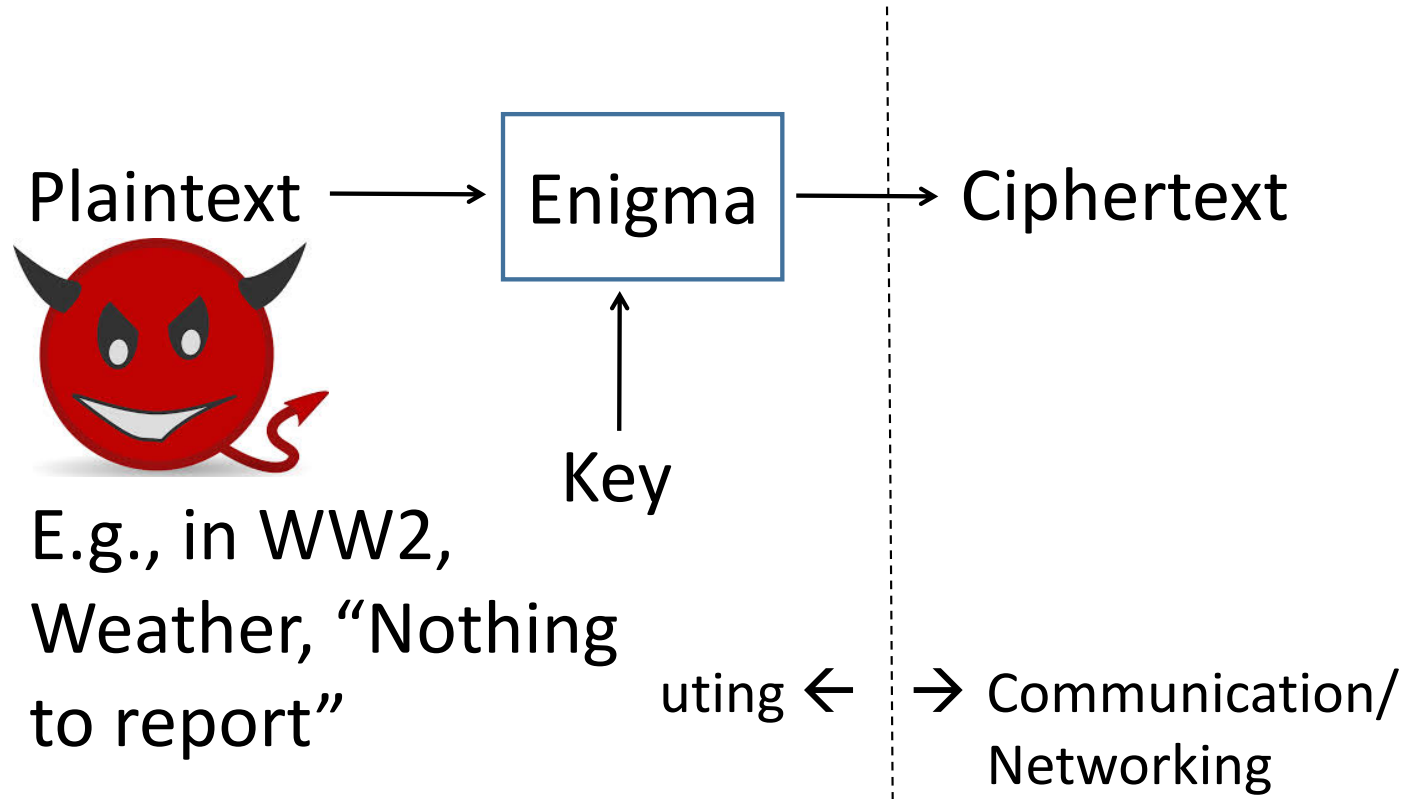 Plaintext
Enigma
Ciphertext
Key
E.g., in WW2,
Weather, “Nothing
to report”
uting ← → Communication/
Networking